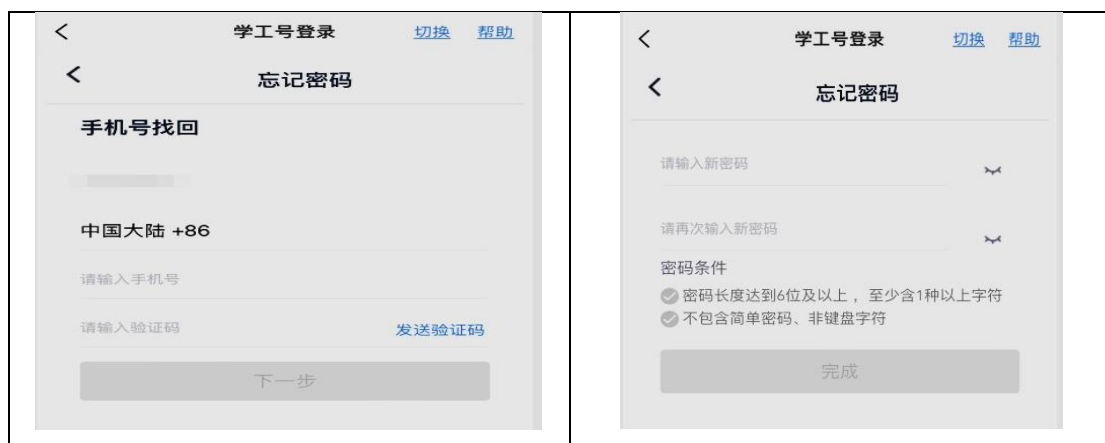 学工号登录 切换 帮助
忘记密码
手机号找回
中国大陆 +86
请输入手机号
请输入验证码 发送验证码
下一步
学工号登录 切换 帮助
忘记密码
请输入新密码
请再次输入新密码
密码条件
密码长度达到6位及以上，至少含1种以上字符
不包含简单密码、非键盘字符
完成